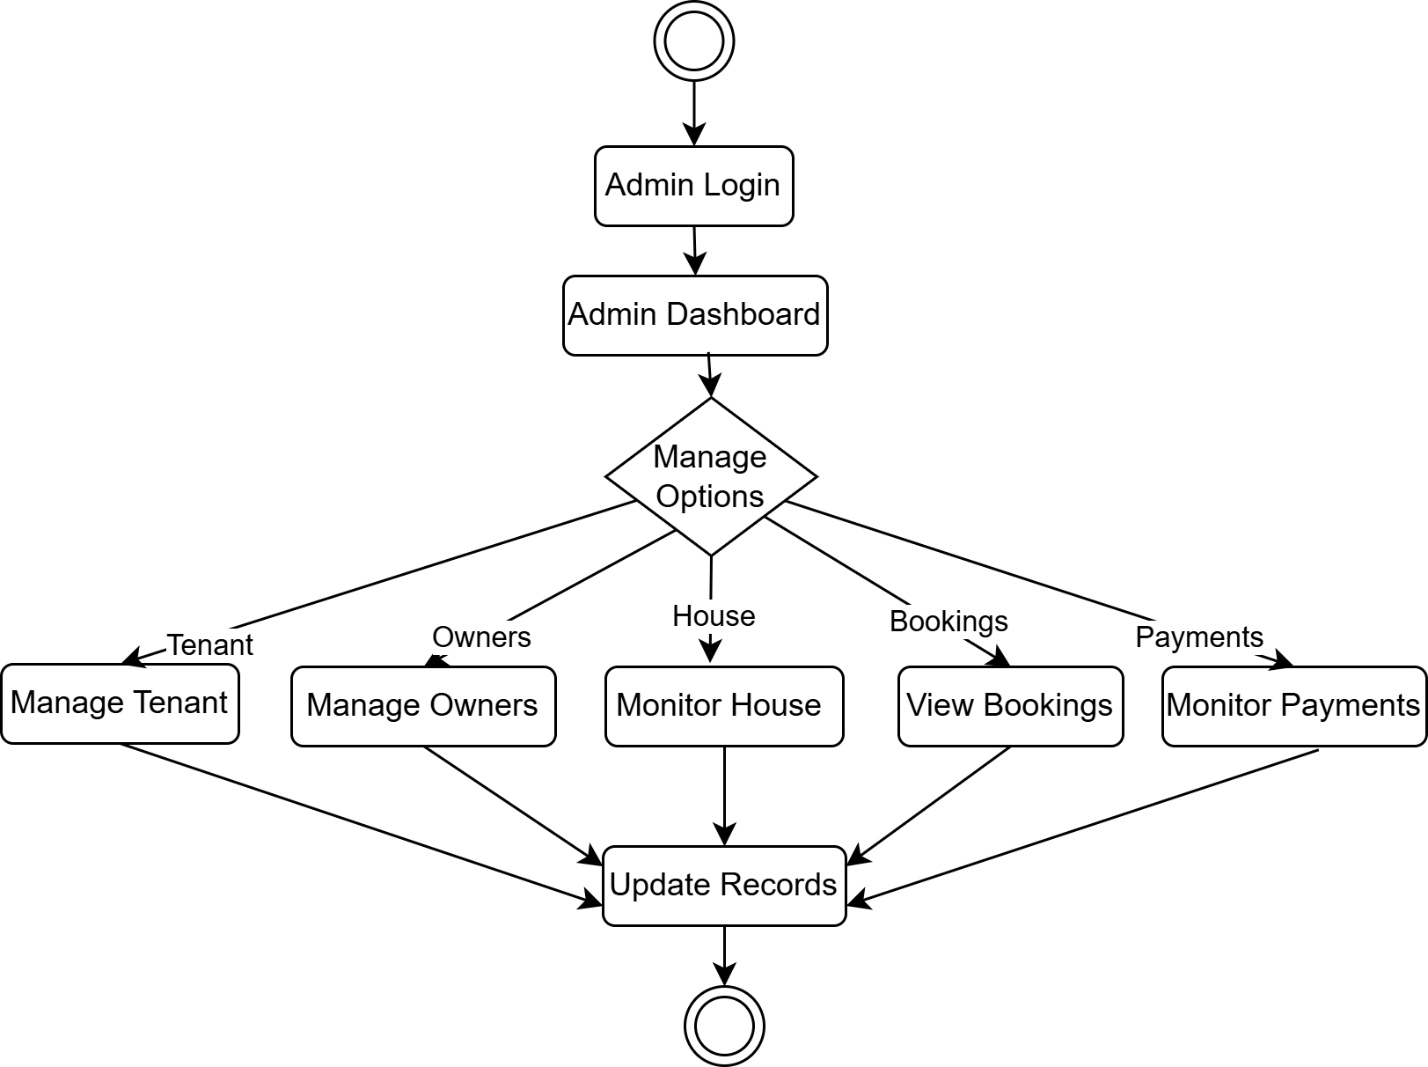 Admin Login
Admin Dashboard
Manage
Options
Tenant
Owners
House
Bookings
Payments
Manage Tenant
Manage Owners
Monitor House
View Bookings
Monitor Payments
Update Records